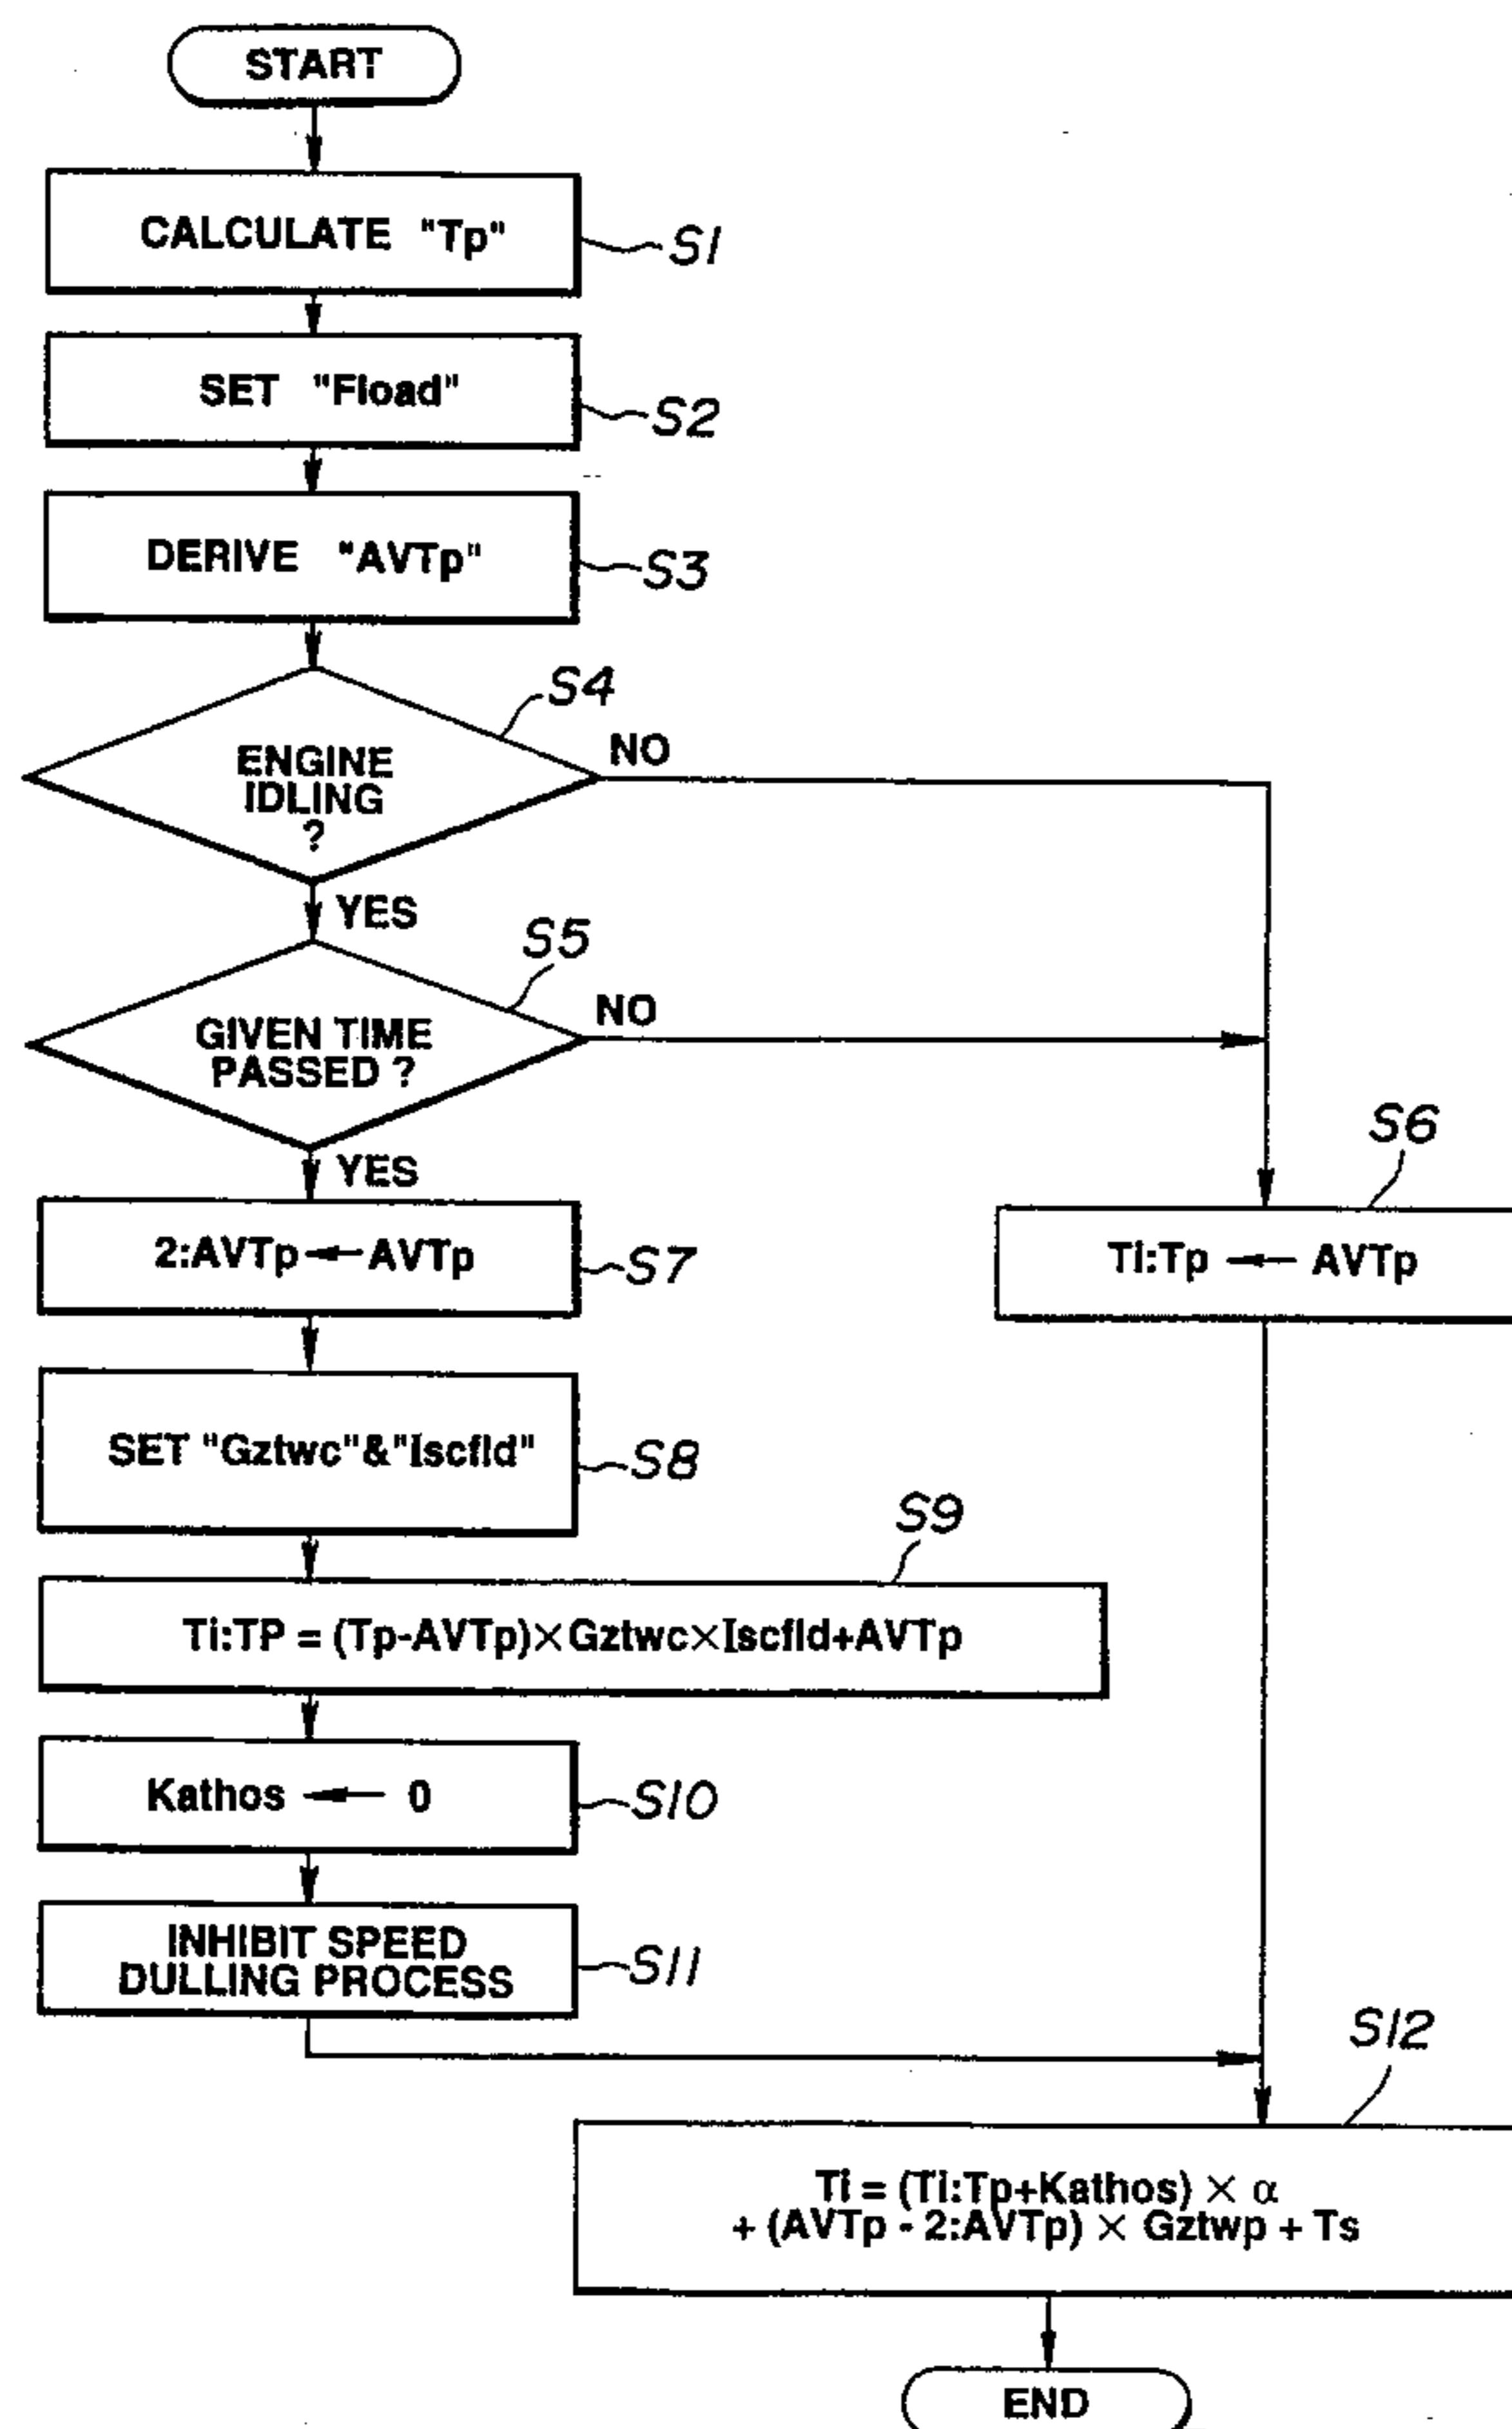 START
CALCULATE "Tp"
S1
SET "Fload"
S2
DERIVE "AVTp"
S3
S4
ENGINE
IDLING
?
NO
YES
S5
GIVEN TIME
PASSED ?
NO
YES
S6
Ti:Tp ← AVTp
2:AVTp ← AVTp
S7
SET "Gztwc"&"Iscfld"
S8
S9
Ti:TP = (Tp-AVTp)×Gztwc×Iscfld+AVTp
Kathos ← 0
S10
INHIBIT SPEED
DULLING PROCESS
S11
S12
Ti = (Ti:Tp+Kathos) × α
+ (AVTp - 2:AVTp) × Gztwp + Ts
END